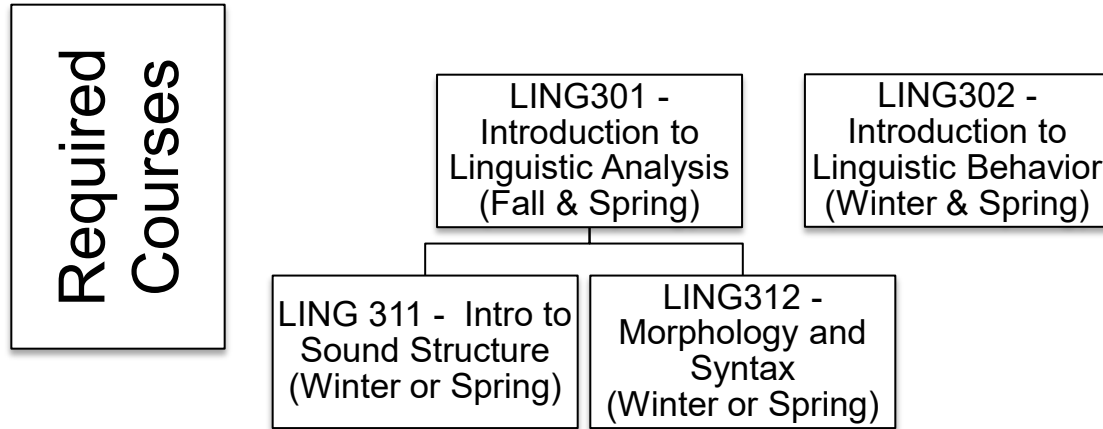 Required
Courses
LING301 -
Introduction to
Linguistic Analysis
(Fall & Spring)
LING302 -
Introduction to
Linguistic Behavior
(Winter & Spring)
LING 311 - Intro to
Sound Structure
(Winter or Spring)
LING312 -
Morphology and
Syntax
(Winter or Spring)